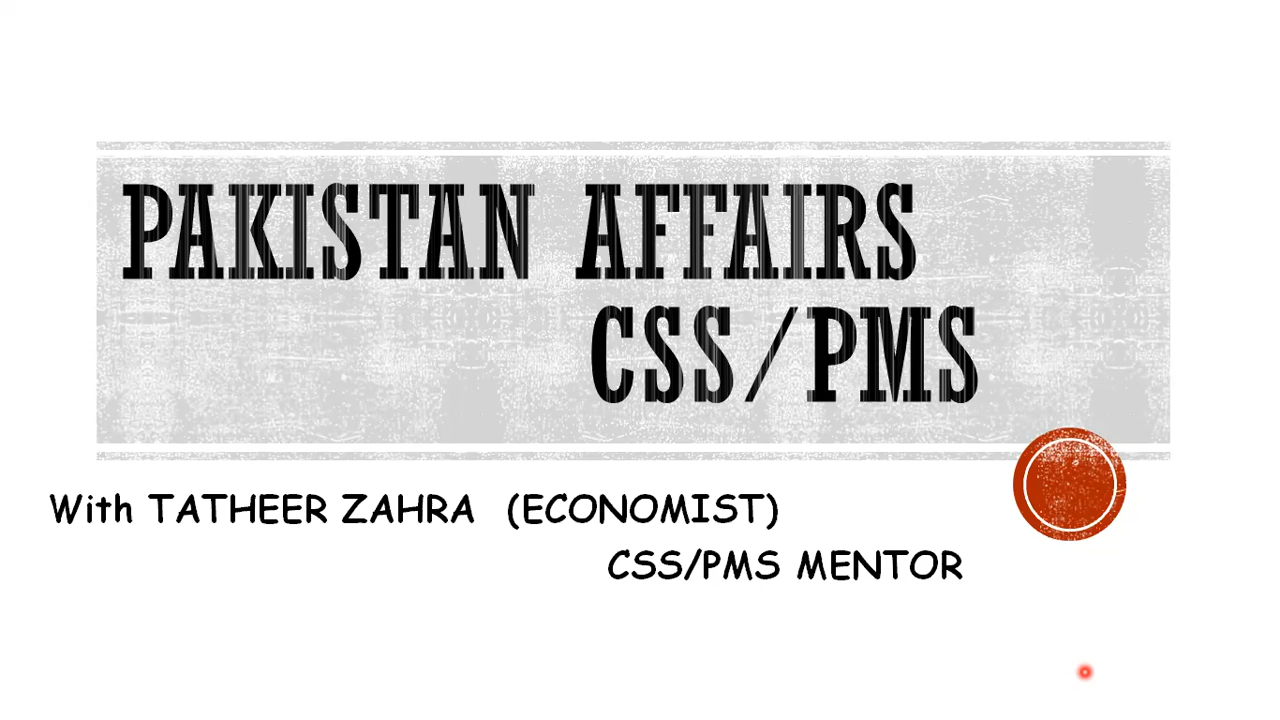 PAKISTAN AFFAIRS
CSS/PMS
With TATHEER ZAHRA (ECONOMIST)
CSS/PMS MENTOR